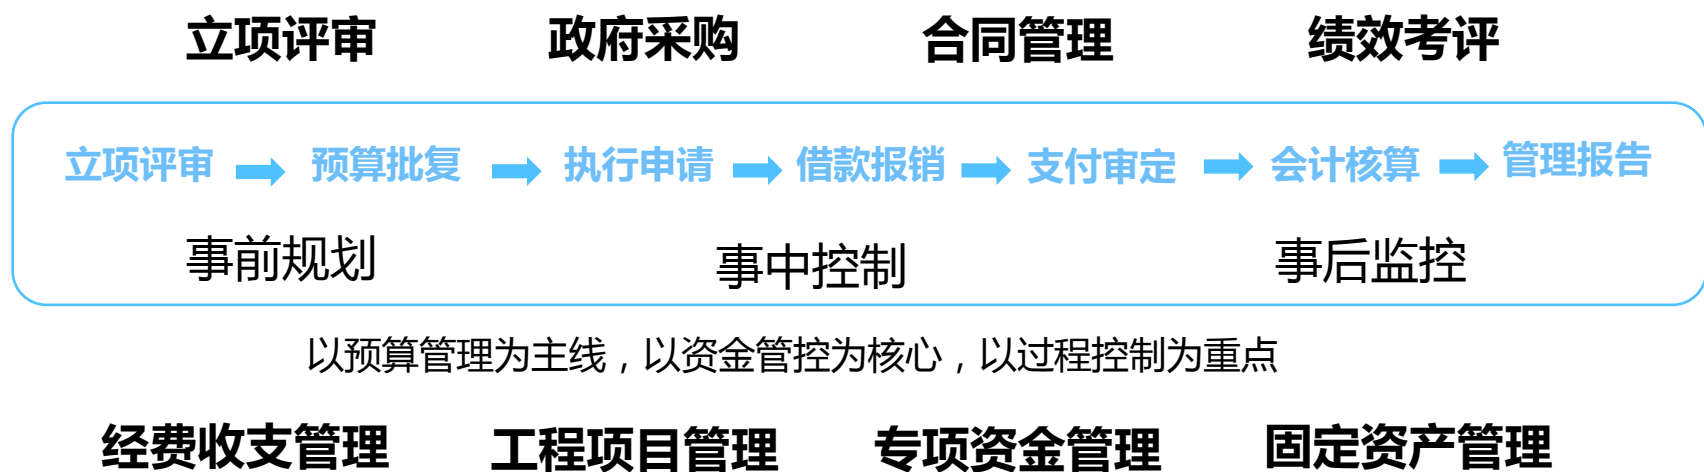 立项评审 政府采购 合同管理 绩效考评
立项评审 预算批复 执行申请 借款报销 支付审定 会计核算 管理报告
事前规划 事中控制 事后监控
以预算管理为主线，以资金管控为核心，以过程控制为重点
经费收支管理 工程项目管理 专项资金管理 固定资产管理